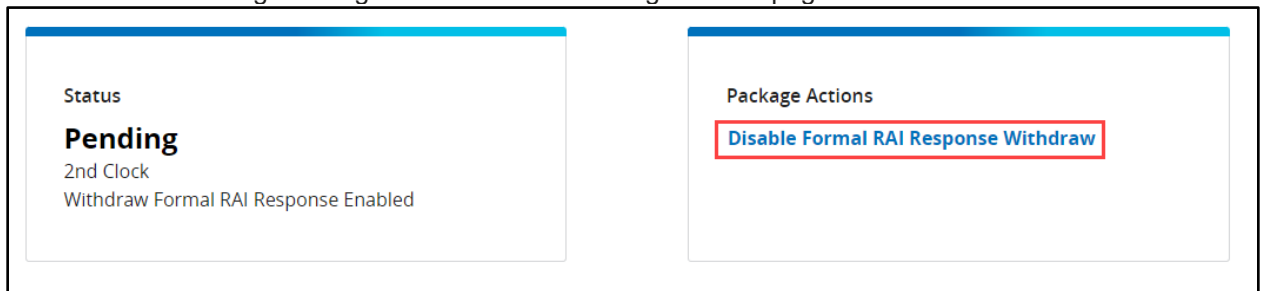 Status
Pending
2nd Clock
Withdraw Formal RAI Response Enabled
Package Actions
Disable Formal RAI Response Withdraw